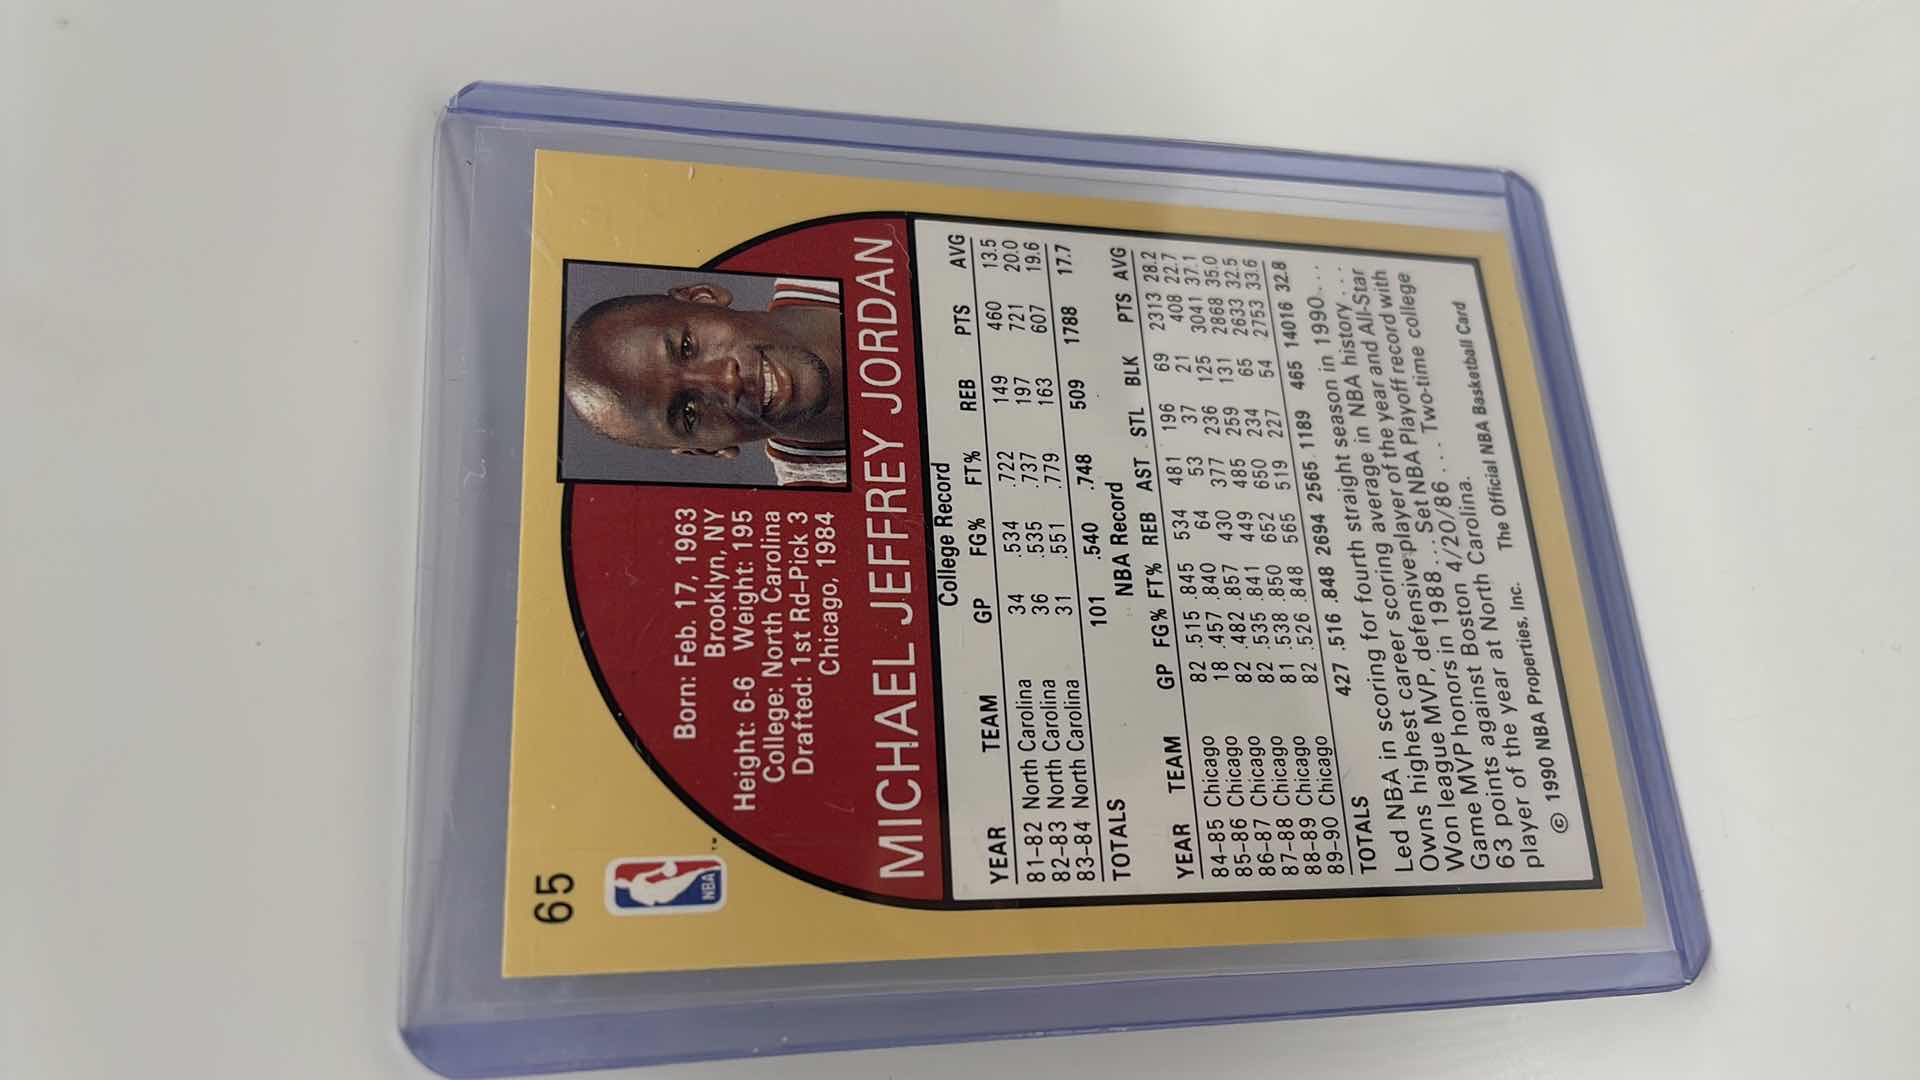 65
NBA
™
Born: Feb. 17, 1963
Brooklyn, NY
Height: 6-6 Weight: 195
College: North Carolina
Drafted: 1st Rd-Pick 3
Chicago, 1984
MICHAEL JEFFREY JORDAN
College Record
YEAR TEAM GP FG% FT% REB PTS AVG
81-82 North Carolina 34 .534 .722 149 460 13.5
82-83 North Carolina 36 .535 .737 197 721 20.0
83-84 North Carolina 31 .551 .779 163 607 19.6
TOTALS 101 .540 .748 509 1788 17.7
NBA Record
YEAR TEAM GP FG% FT% REB AST STL BLK PTS AVG
84-85 Chicago 82 .515 .845 534 481 196 69 2313 28.2
85-86 Chicago 18 .457 .840 64 53 37 21 408 22.7
86-87 Chicago 82 .482 .857 430 377 236 125 3041 37.1
87-88 Chicago 82 .535 .841 449 485 259 131 2868 35.0
88-89 Chicago 81 .538 .850 652 650 234 65 2633 32.5
89-90 Chicago 82 .526 .848 565 519 227 54 2753 33.6
TOTALS 427 .516 .848 2694 2565 1189 465 14016 32.8
Led NBA in scoring for fourth straight season in 1990...
Owns highest career scoring average in NBA history...
Won league MVP, defensive player of the year and All-Star
Game MVP honors in 1988... Set NBA Playoff record with
63 points against Boston 4/20/86... Two-time college
player of the year at North Carolina.
© 1990 NBA Properties, Inc. The Official NBA Basketball Card